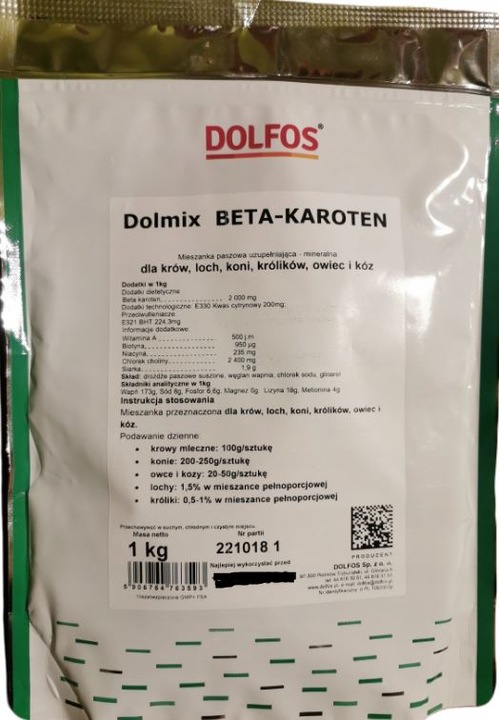 DOLFOS®
Dolmix BETA-KAROTEN
Mieszanka paszowa uzupełniająca - mineralna
dla krów, loch, koni, królików, owiec i kóz
Dodatki w 1kg
Dodatki dietetyczne
Beta karoten 2 000 mg
Dodatki technologiczne: E330 Kwas cytrynowy 200mg;
Przeciwutleniacze:
E321 BHT 224,3mg
Informacje dodatkowe:
Witamina A 500 j.m
Biotyna 950 µg
Niacyna 235 mg
Chlorek choliny 2 400 mg
Siarka 1,9 g
Skład: drożdże paszowe suszone, węglan wapnia, chlorek sodu, gliceryl
Składniki analityczne w 1kg
Wapń 173g, Sód 8g, Fosfor 6,6g, Magnez 5g Lizyna 18g, Metionina 4g
Instrukcja stosowania
Mieszanka przeznaczona dla krów, loch, koni, królików, owiec i
kóz.
Podawanie dzienne:
• krowy mleczne: 100g/sztukę
• konie: 200-250g/sztukę
• owce i kozy: 20-50g/sztukę
• lochy: 1,5% w mieszance pełnoporcjowej
• króliki: 0,5-1% w mieszance pełnoporcjowej
Przechowywać w suchym, chłodnym i czystym miejscu
Masa netto Nr partii
1 kg 221018 1
Najlepiej wykorzystać przed
PRODUCENT
DOLFOS Sp. z o. o.
5 906764 763593